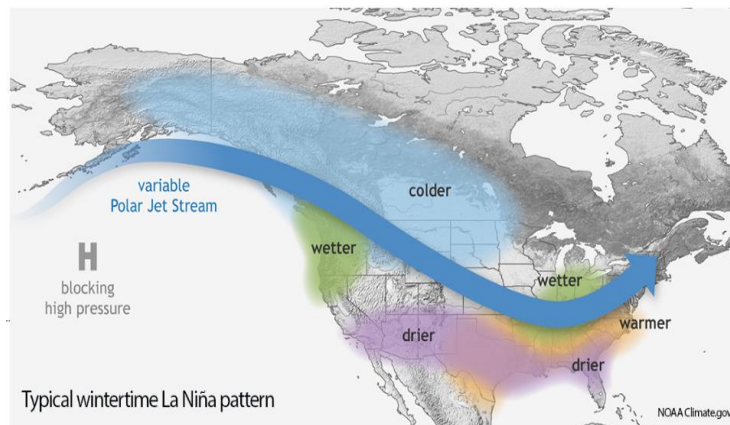 colder
variable
Polar Jet Stream
wetter
H
blocking
high pressure
wetter
warmer
drier
drier
Typical wintertime La Niña pattern
NOAA Climate.gov